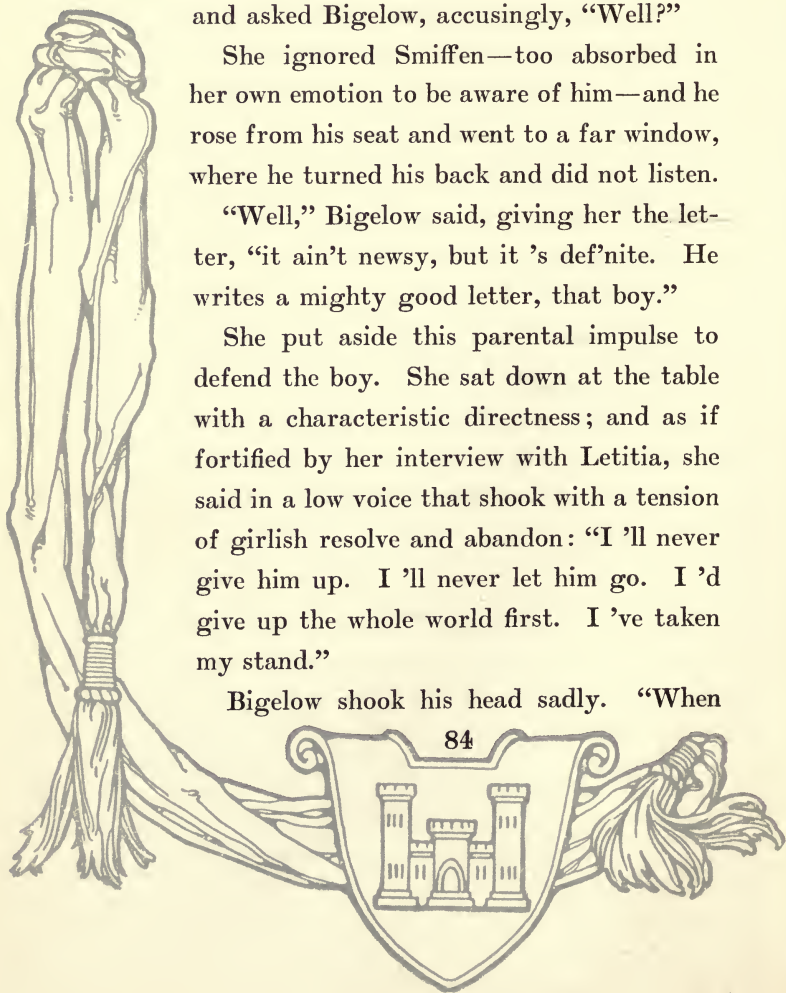 and asked Bigelow, accusingly, “Well?”
She ignored Smiffen—too absorbed in
her own emotion to be aware of him—and he
rose from his seat and went to a far window,
where he turned his back and did not listen.
“Well,” Bigelow said, giving her the let-
ter, “it ain’t newsy, but it ’s def’nite. He
writes a mighty good letter, that boy.”
She put aside this parental impulse to
defend the boy. She sat down at the table
with a characteristic directness; and as if
fortified by her interview with Letitia, she
said in a low voice that shook with a tension
of girlish resolve and abandon: “I ’ll never
give him up. I ’ll never let him go. I ’d
give up the whole world first. I ’ve taken
my stand.”
Bigelow shook his head sadly. “When
84